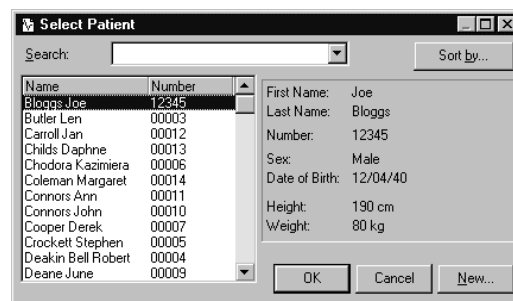 Select Patient
Search:
Sort by...
Name Number
Bloggs Joe 12345
Butler Len 00003
Carroll Jan 00012
Childs Daphne 00013
Chodora Kazimiera 00006
Coleman Margaret 00014
Connors Ann 00011
Connors John 00010
Cooper Derek 00007
Crockett Stephen 00005
Deakin Bell Robert 00004
Deane June 00009
First Name: Joe
Last Name: Bloggs
Number: 12345
Sex: Male
Date of Birth: 12/04/40
Height: 190 cm
Weight: 80 kg
OK Cancel New...